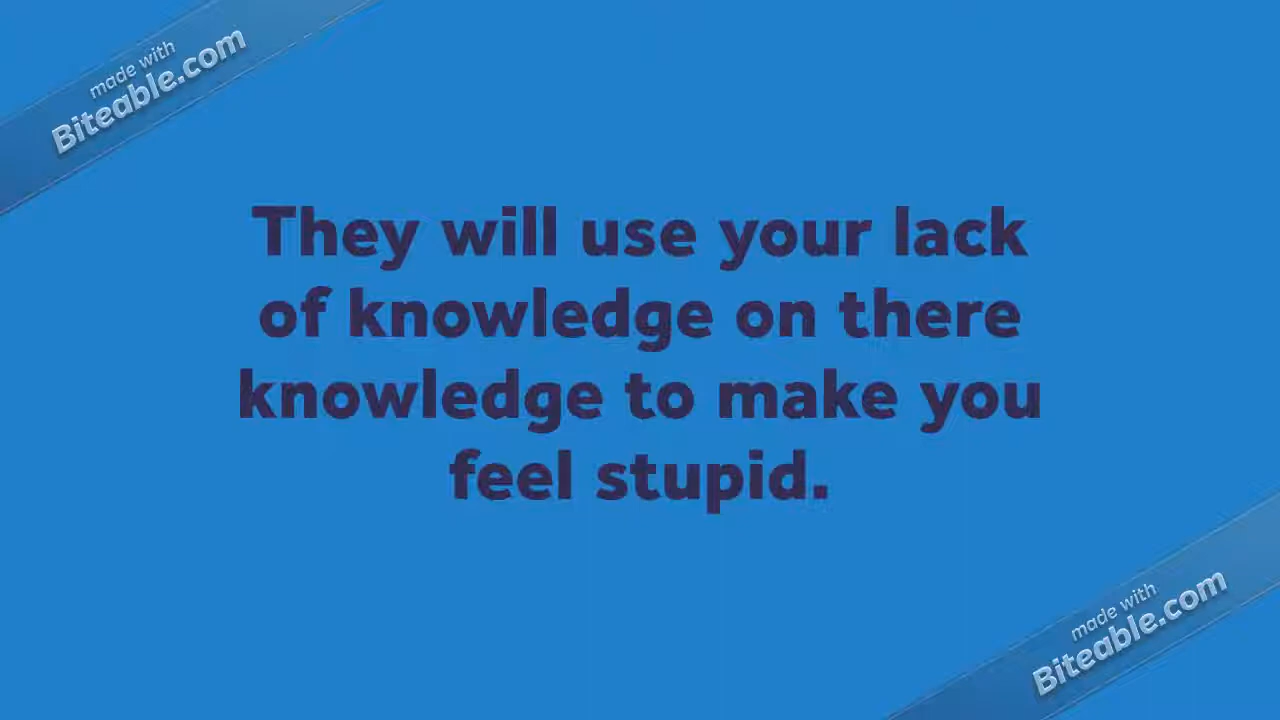 made with
Biteable.com
They will use your lack
of knowledge on there
knowledge to make you
feel stupid.
made with
Biteable.com